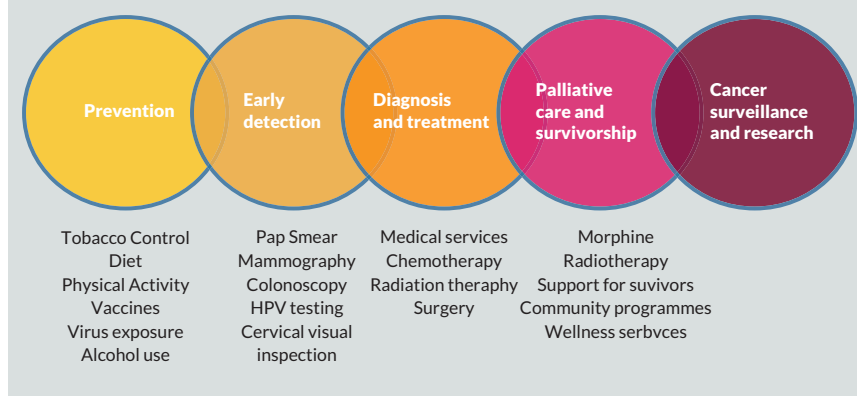 Prevention
Early
detection
Diagnosis
and treatment
Palliative
care and
survivorship
Cancer
surveillance
and research
Tobacco Control
Diet
Physical Activity
Vaccines
Virus exposure
Alcohol use
Pap Smear
Mammography
Colonoscopy
HPV testing
Cervical visual
inspection
Medical services
Chemotherapy
Radiation theraphy
Surgery
Morphine
Radiotherapy
Support for suvivors
Community programmes
Wellness serbvces